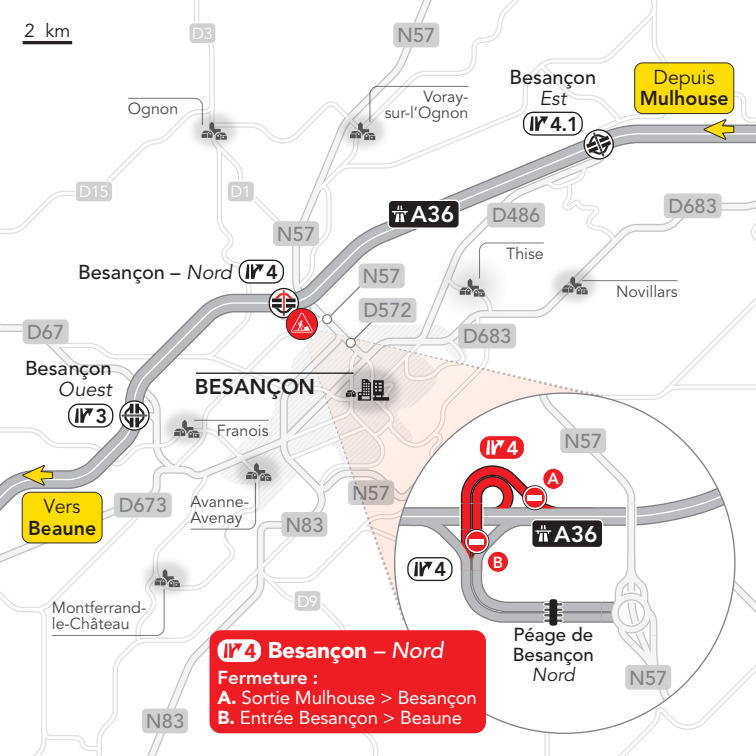 2 km
D3
N57
Besançon
Est
4.1
Depuis
Mulhouse
Ognon
Voray-
sur-l'Ognon
D15
D1
A36
D486
D683
N57
Thise
Besançon – Nord 4
N57
Novillars
D572
D67
D683
Besançon
Ouest
3
BESANÇON
Franois
4
N57
A
Vers
Beaune
D673
Avanne-
Avenay
N57
N83
A36
B
4
Montferrand-
le-Château
D9
Péage de
Besançon
Nord
N57
4 Besançon – Nord
Fermeture :
A. Sortie Mulhouse > Besançon
B. Entrée Besançon > Beaune
N83